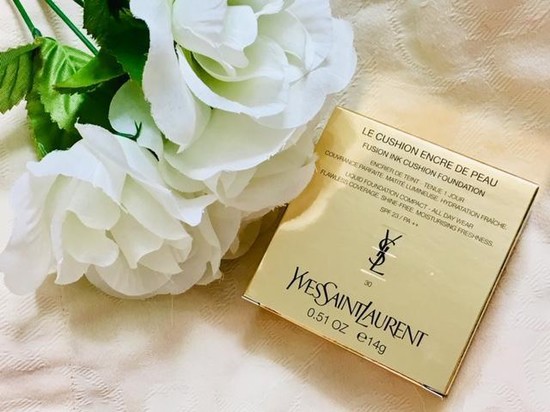 LE CUSHION ENCRE DE PEAU
FUSION INK CUSHION FOUNDATION
ENCRIER DE TEINT - TENUE 1 JOUR
COUVRANCE PARFAITE. MATITÉ LUMINEUSE. HYDRATATION FRAÎCHE
LIQUID FOUNDATION COMPACT - ALL DAY WEAR
FLAWLESS COVERAGE. SHINE-FREE. MOISTURISING FRESHNESS.
SPF 23 / PA ++
YSL
30
YVESSAINTLAURENT
0.51 OZ ℮14g